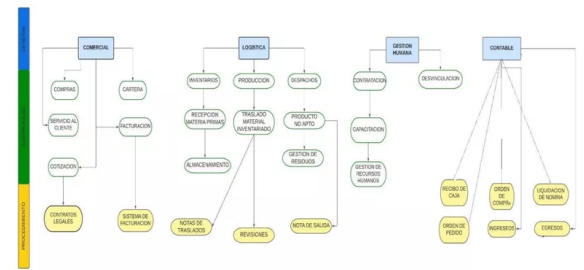 COMERCIAL
LOGISTICA
GESTION
HUMANA
CONTABLE
COMPRAS
CARTERA
INVENTARIOS
PRODUCCION
DESPACHOS
CONTRATACION
DESVINCULACION
SERVICIO AL
CLIENTE
FACTURACION
RECEPCION
MATERIA PRIMAS
TRASLADO
MATERIAL
INVENTARIADO
PRODUCTO
NO APTO
CAPACITACION
COTIZACION
ALMACENAMIENTO
GESTION DE
RESIDUOS
GESTION DE
RECURSOS
HUMANOS
CONTRATOS
LEGALES
SISTEMA DE
FACTURACION
NOTAS DE
TRASLADOS
REVISIONES
NOTA DE SALIDA
RECIBO DE
CAJA
ORDEN
DE
COMPÑA
LIQUIDACION
DE NOMINA
ORDEN DE
PEDIDO
INGRESEOS
EGRESOS
PROCEDIMIENTO